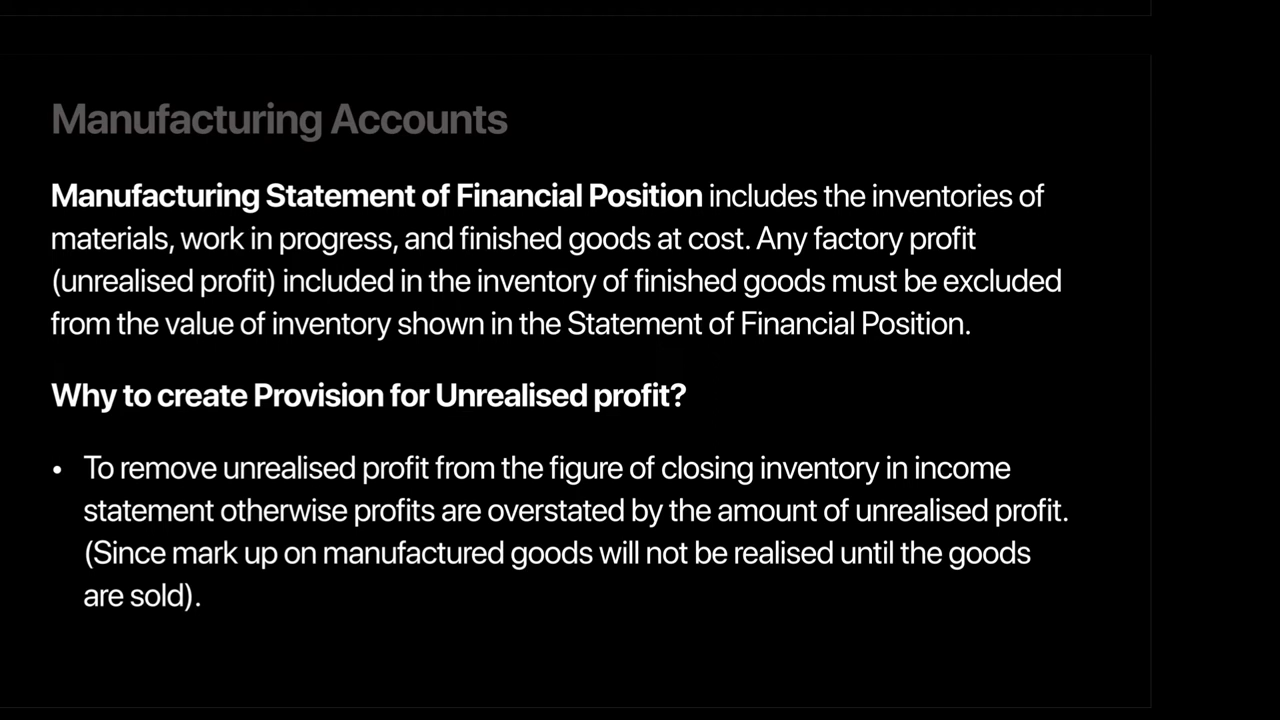 Manufacturing Accounts
Manufacturing Statement of Financial Position includes the inventories of
materials, work in progress, and finished goods at cost. Any factory profit
(unrealised profit) included in the inventory of finished goods must be excluded
from the value of inventory shown in the Statement of Financial Position.
Why to create Provision for Unrealised profit?
• To remove unrealised profit from the figure of closing inventory in income
statement otherwise profits are overstated by the amount of unrealised profit.
(Since mark up on manufactured goods will not be realised until the goods
are sold).